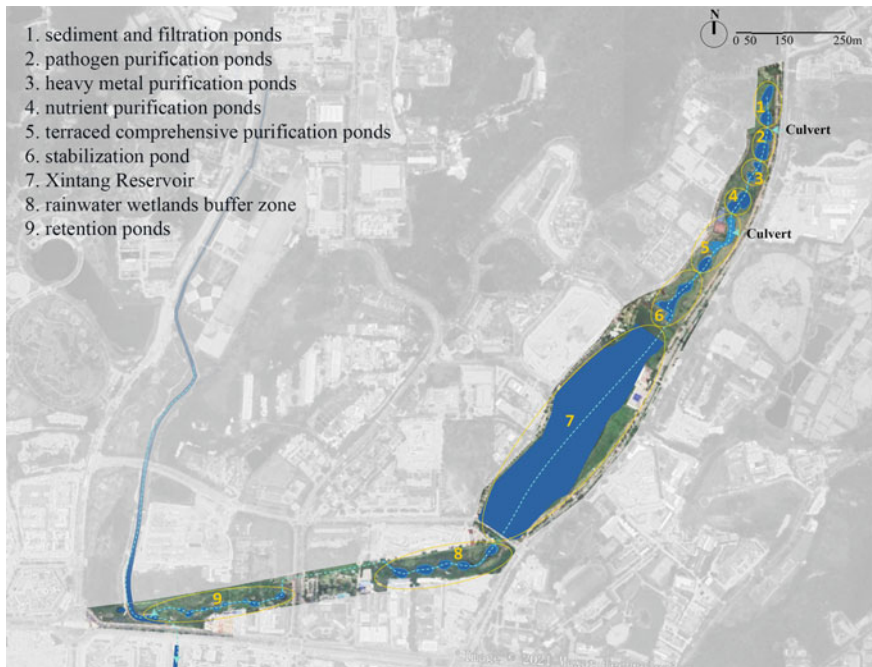 1. sediment and filtration ponds
2. pathogen purification ponds
3. heavy metal purification ponds
4. nutrient purification ponds
5. terraced comprehensive purification ponds
6. stabilization pond
7. Xintang Reservoir
8. rainwater wetlands buffer zone
9. retention ponds
N
0 50 150 250m
1
Culvert
2
3
4
Culvert
5
6
7
8
9